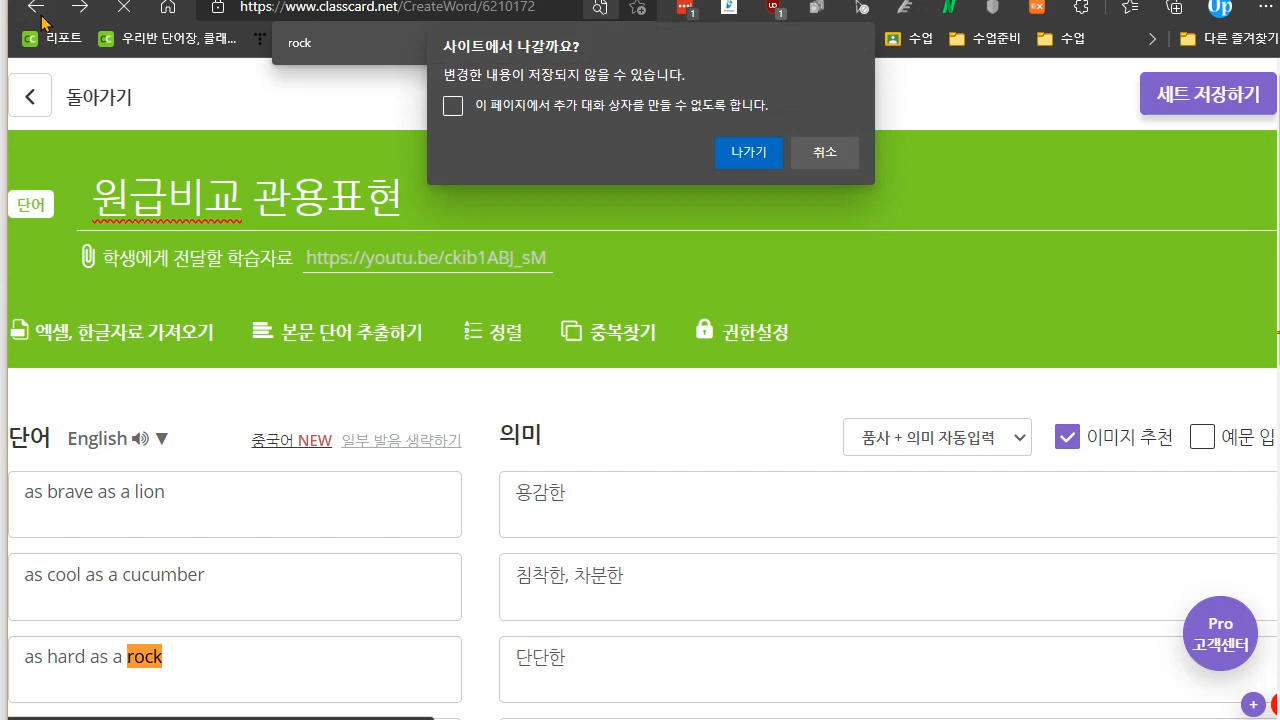 https://www.classcard.net/CreateWord/6210172
리포트
우리반 단어장, 클래...
수업
수업준비
수업
다른 즐겨찾기
rock
사이트에서 나갈까요?
변경한 내용이 저장되지 않을 수 있습니다.
이 페이지에서 추가 대화 상자를 만들 수 없도록 합니다.
나가기
취소
돌아가기
세트 저장하기
단어
원급비교 관용표현
학생에게 전달할 학습자료
https://youtu.be/ckib1ABJ_sM
엑셀, 한글자료 가져오기
본문 단어 추출하기
정렬
중복찾기
권한설정
단어
English
중국어 NEW
일부 발음 생략하기
의미
품사 + 의미 자동입력
이미지 추천
예문 입
as brave as a lion
용감한
as cool as a cucumber
침착한, 차분한
as hard as a rock
단단한
Pro
고객센터